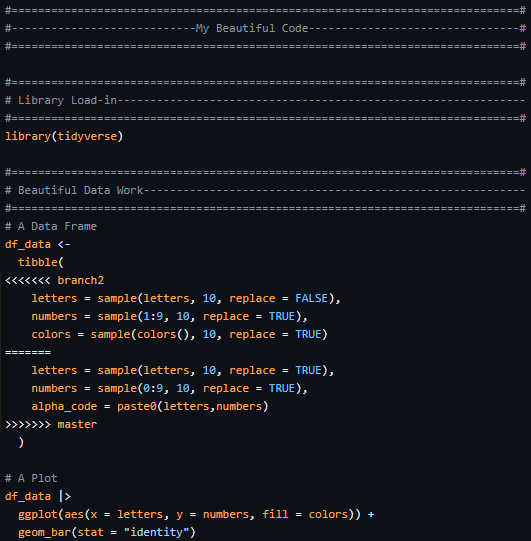 #=============================================================================#
#----------------------------My Beautiful Code--------------------------------#
#=============================================================================#
#=============================================================================#
# Library Load-in--------------------------------------------------------------
#=============================================================================#
library(tidyverse)
#=============================================================================#
# Beautiful Data Work----------------------------------------------------------
#=============================================================================#
# A Data Frame
df_data <-
  tibble(
<<<<<<< branch2
    letters = sample(letters, 10, replace = FALSE),
    numbers = sample(1:9, 10, replace = TRUE),
    colors = sample(colors(), 10, replace = TRUE)
=======
    letters = sample(letters, 10, replace = TRUE),
    numbers = sample(0:9, 10, replace = TRUE),
    alpha_code = paste0(letters,numbers)
>>>>>>> master
  )
# A Plot
df_data |>
  ggplot(aes(x = letters, y = numbers, fill = colors)) +
  geom_bar(stat = "identity")